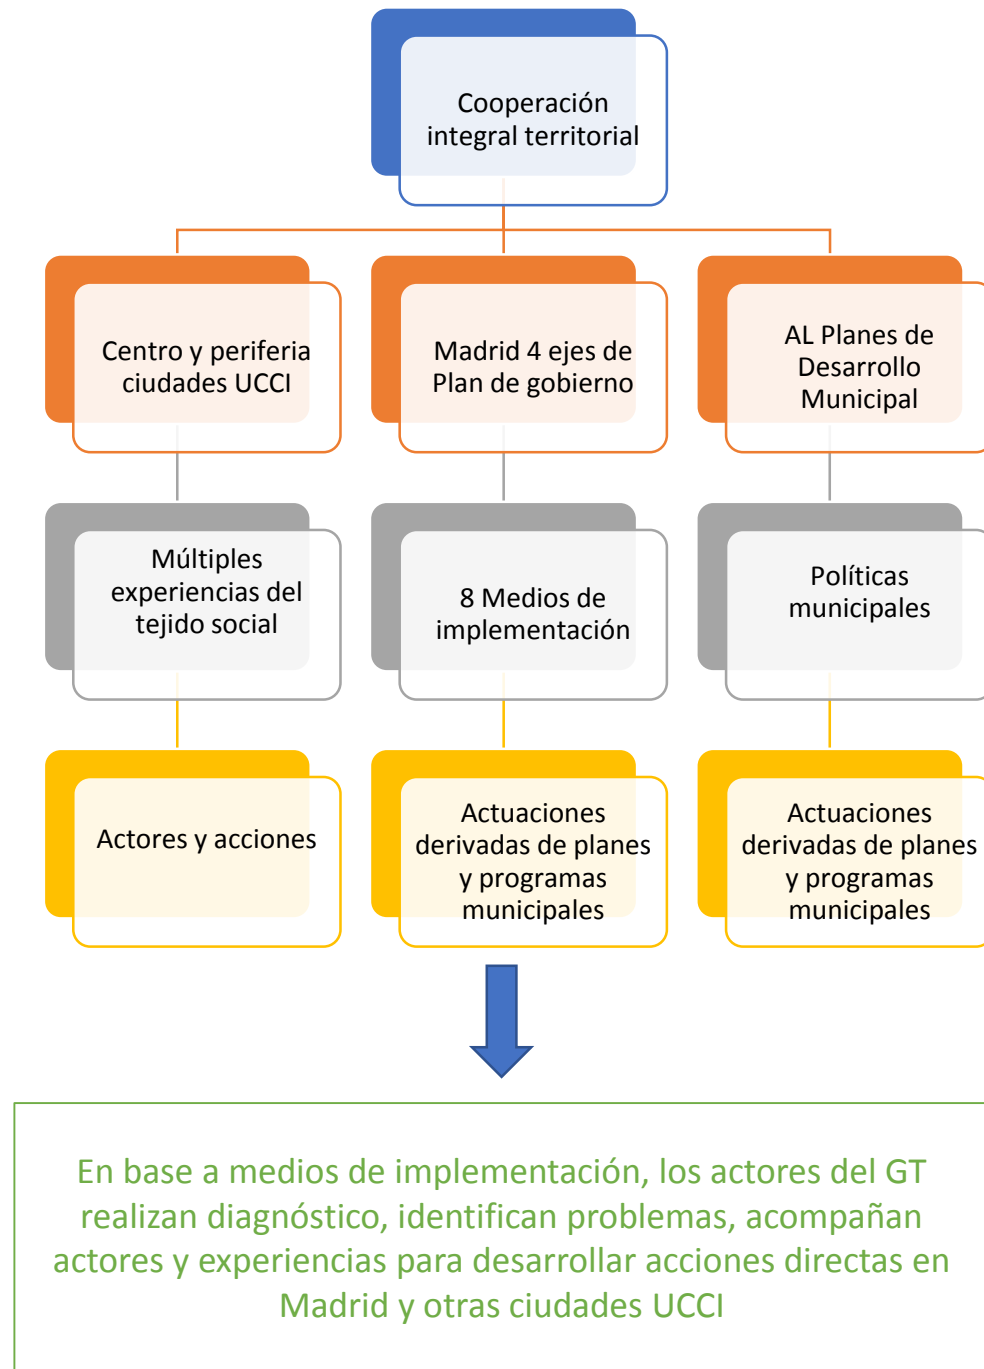 Cooperación
integral territorial
Centro y periferia
ciudades UCCI
Madrid 4 ejes de
Plan de gobierno
AL Planes de
Desarrollo
Municipal
Múltiples
experiencias del
tejido social
8 Medios de
implementación
Políticas
municipales
Actores y acciones
Actuaciones
derivadas de planes
y programas
municipales
Actuaciones
derivadas de planes
y programas
municipales
En base a medios de implementación, los actores del GT
realizan diagnóstico, identifican problemas, acompañan
actores y experiencias para desarrollar acciones directas en
Madrid y otras ciudades UCCI